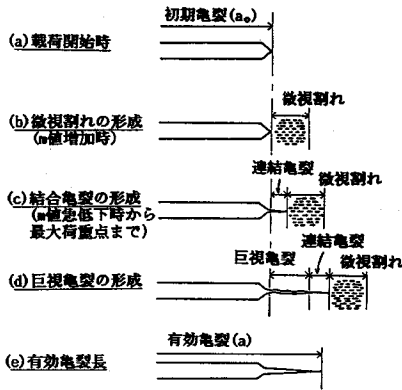 初期亀裂(a₀)
(a)載荷開始時
微視割れ
(b)微視割れの形成
(m値増加時)
連結亀裂
微視割れ
(c)結合亀裂の形成
(m値急低下時から
最大荷重点まで)
連結亀裂
巨視亀裂
微視割れ
(d)巨視亀裂の形成
有効亀裂(a)
(e)有効亀裂長